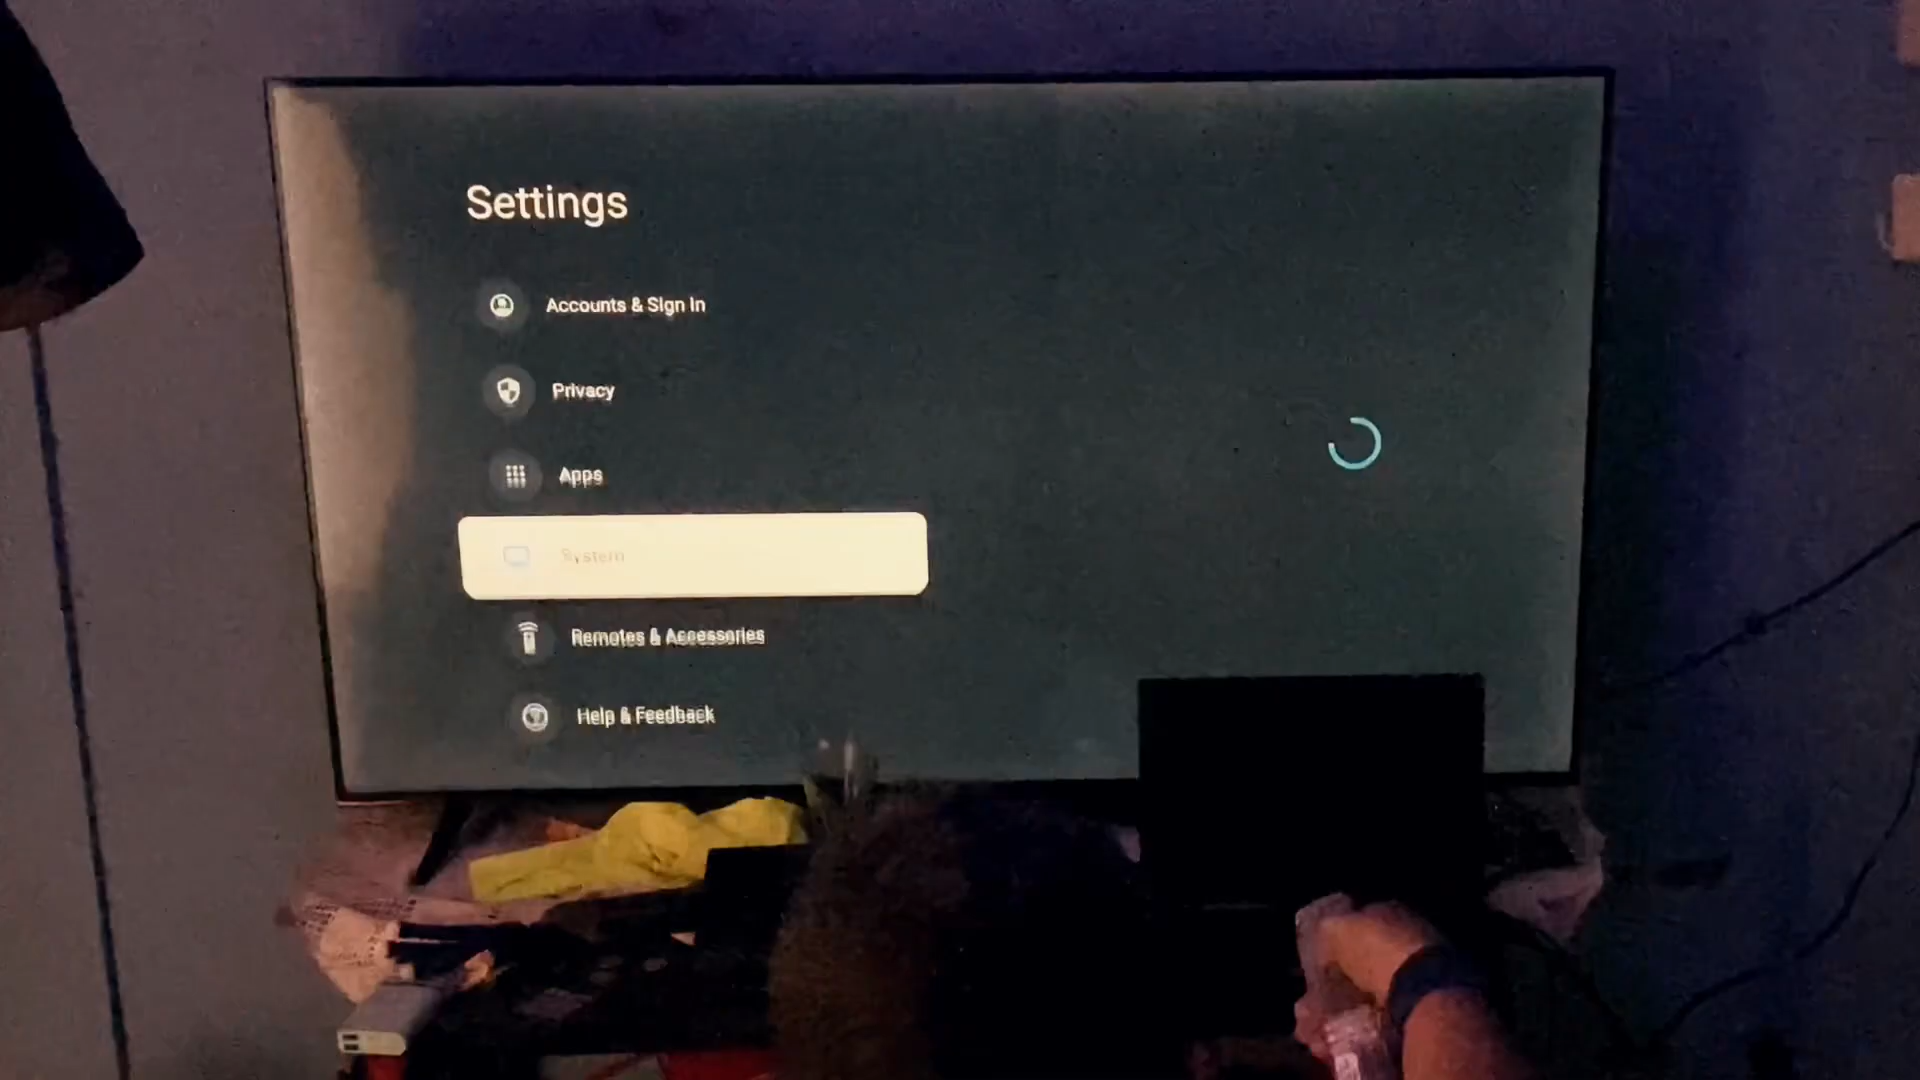 Settings
Accounts & Sign In
Privacy
Apps
System
Remotes & Accessories
Help & Feedback